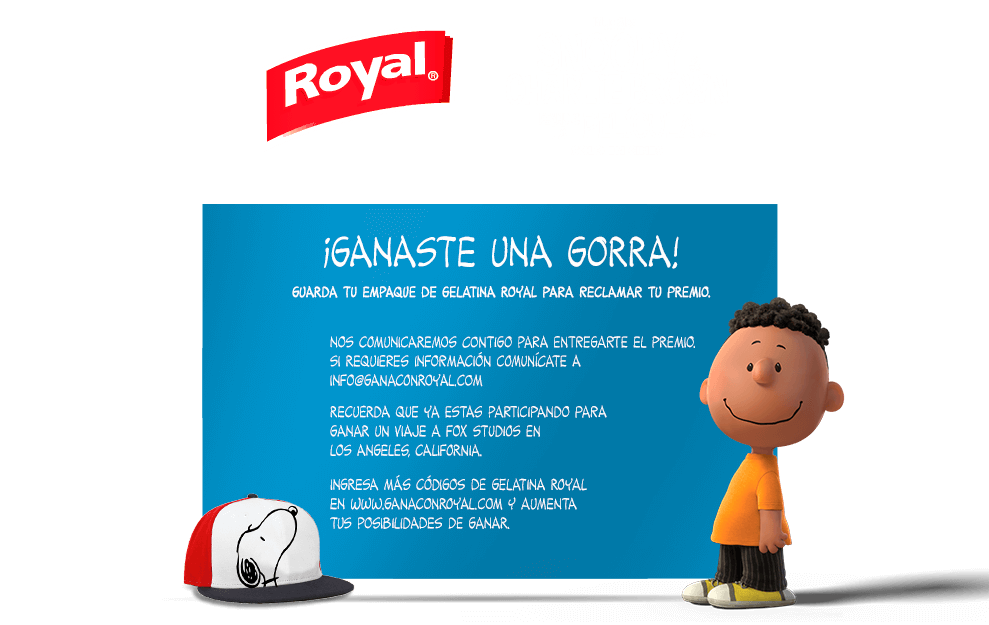 Royal®
¡GANASTE UNA GORRA!
GUARDA TU EMPAQUE DE GELATINA ROYAL PARA RECLAMAR TU PREMIO.
NOS COMUNICAREMOS CONTIGO PARA ENTREGARTE EL PREMIO.
SI REQUIERES INFORMACIÓN COMUNÍCATE A
INFO@GANACONROYAL.COM
RECUERDA QUE YA ESTAS PARTICIPANDO PARA
GANAR UN VIAJE A FOX STUDIOS EN
LOS ANGELES, CALIFORNIA.
INGRESA MÁS CÓDIGOS DE GELATINA ROYAL
EN WWW.GANACONROYAL.COM Y AUMENTA
TUS POSIBILIDADES DE GANAR.